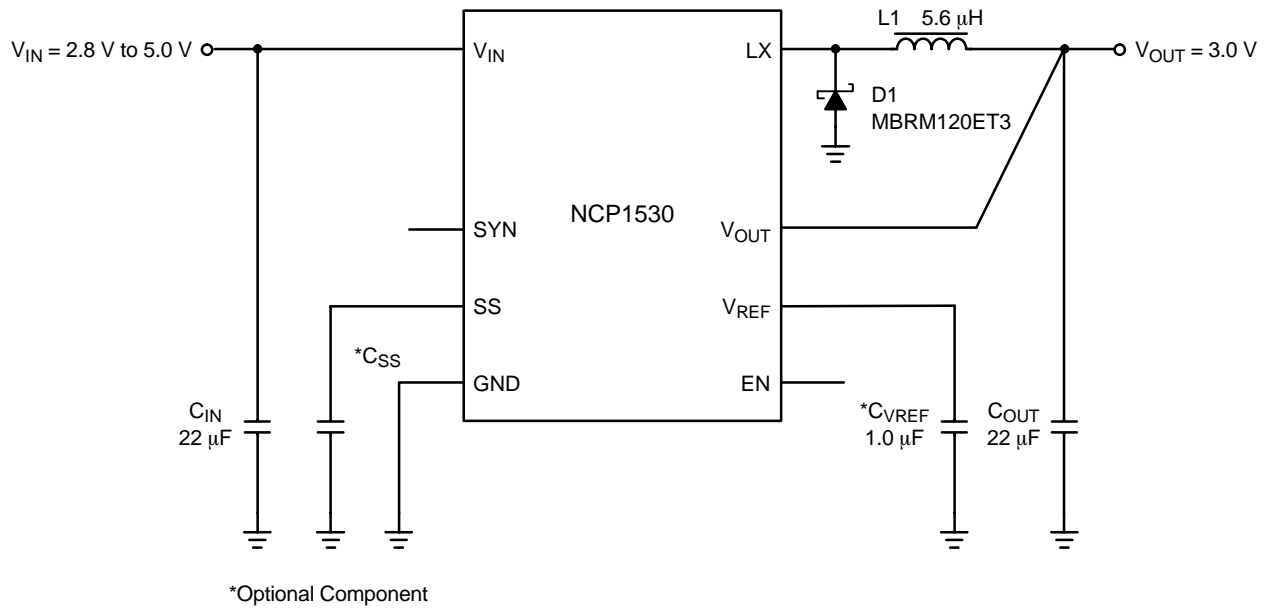 L1 5.6 μH
V_IN = 2.8 V to 5.0 V
V_IN
LX
V_OUT = 3.0 V
D1
MBRM120ET3
NCP1530
SYN
V_OUT
SS
V_REF
*C_SS
GND
EN
C_IN
22 μF
*C_VREF
1.0 μF
C_OUT
22 μF
*Optional Component